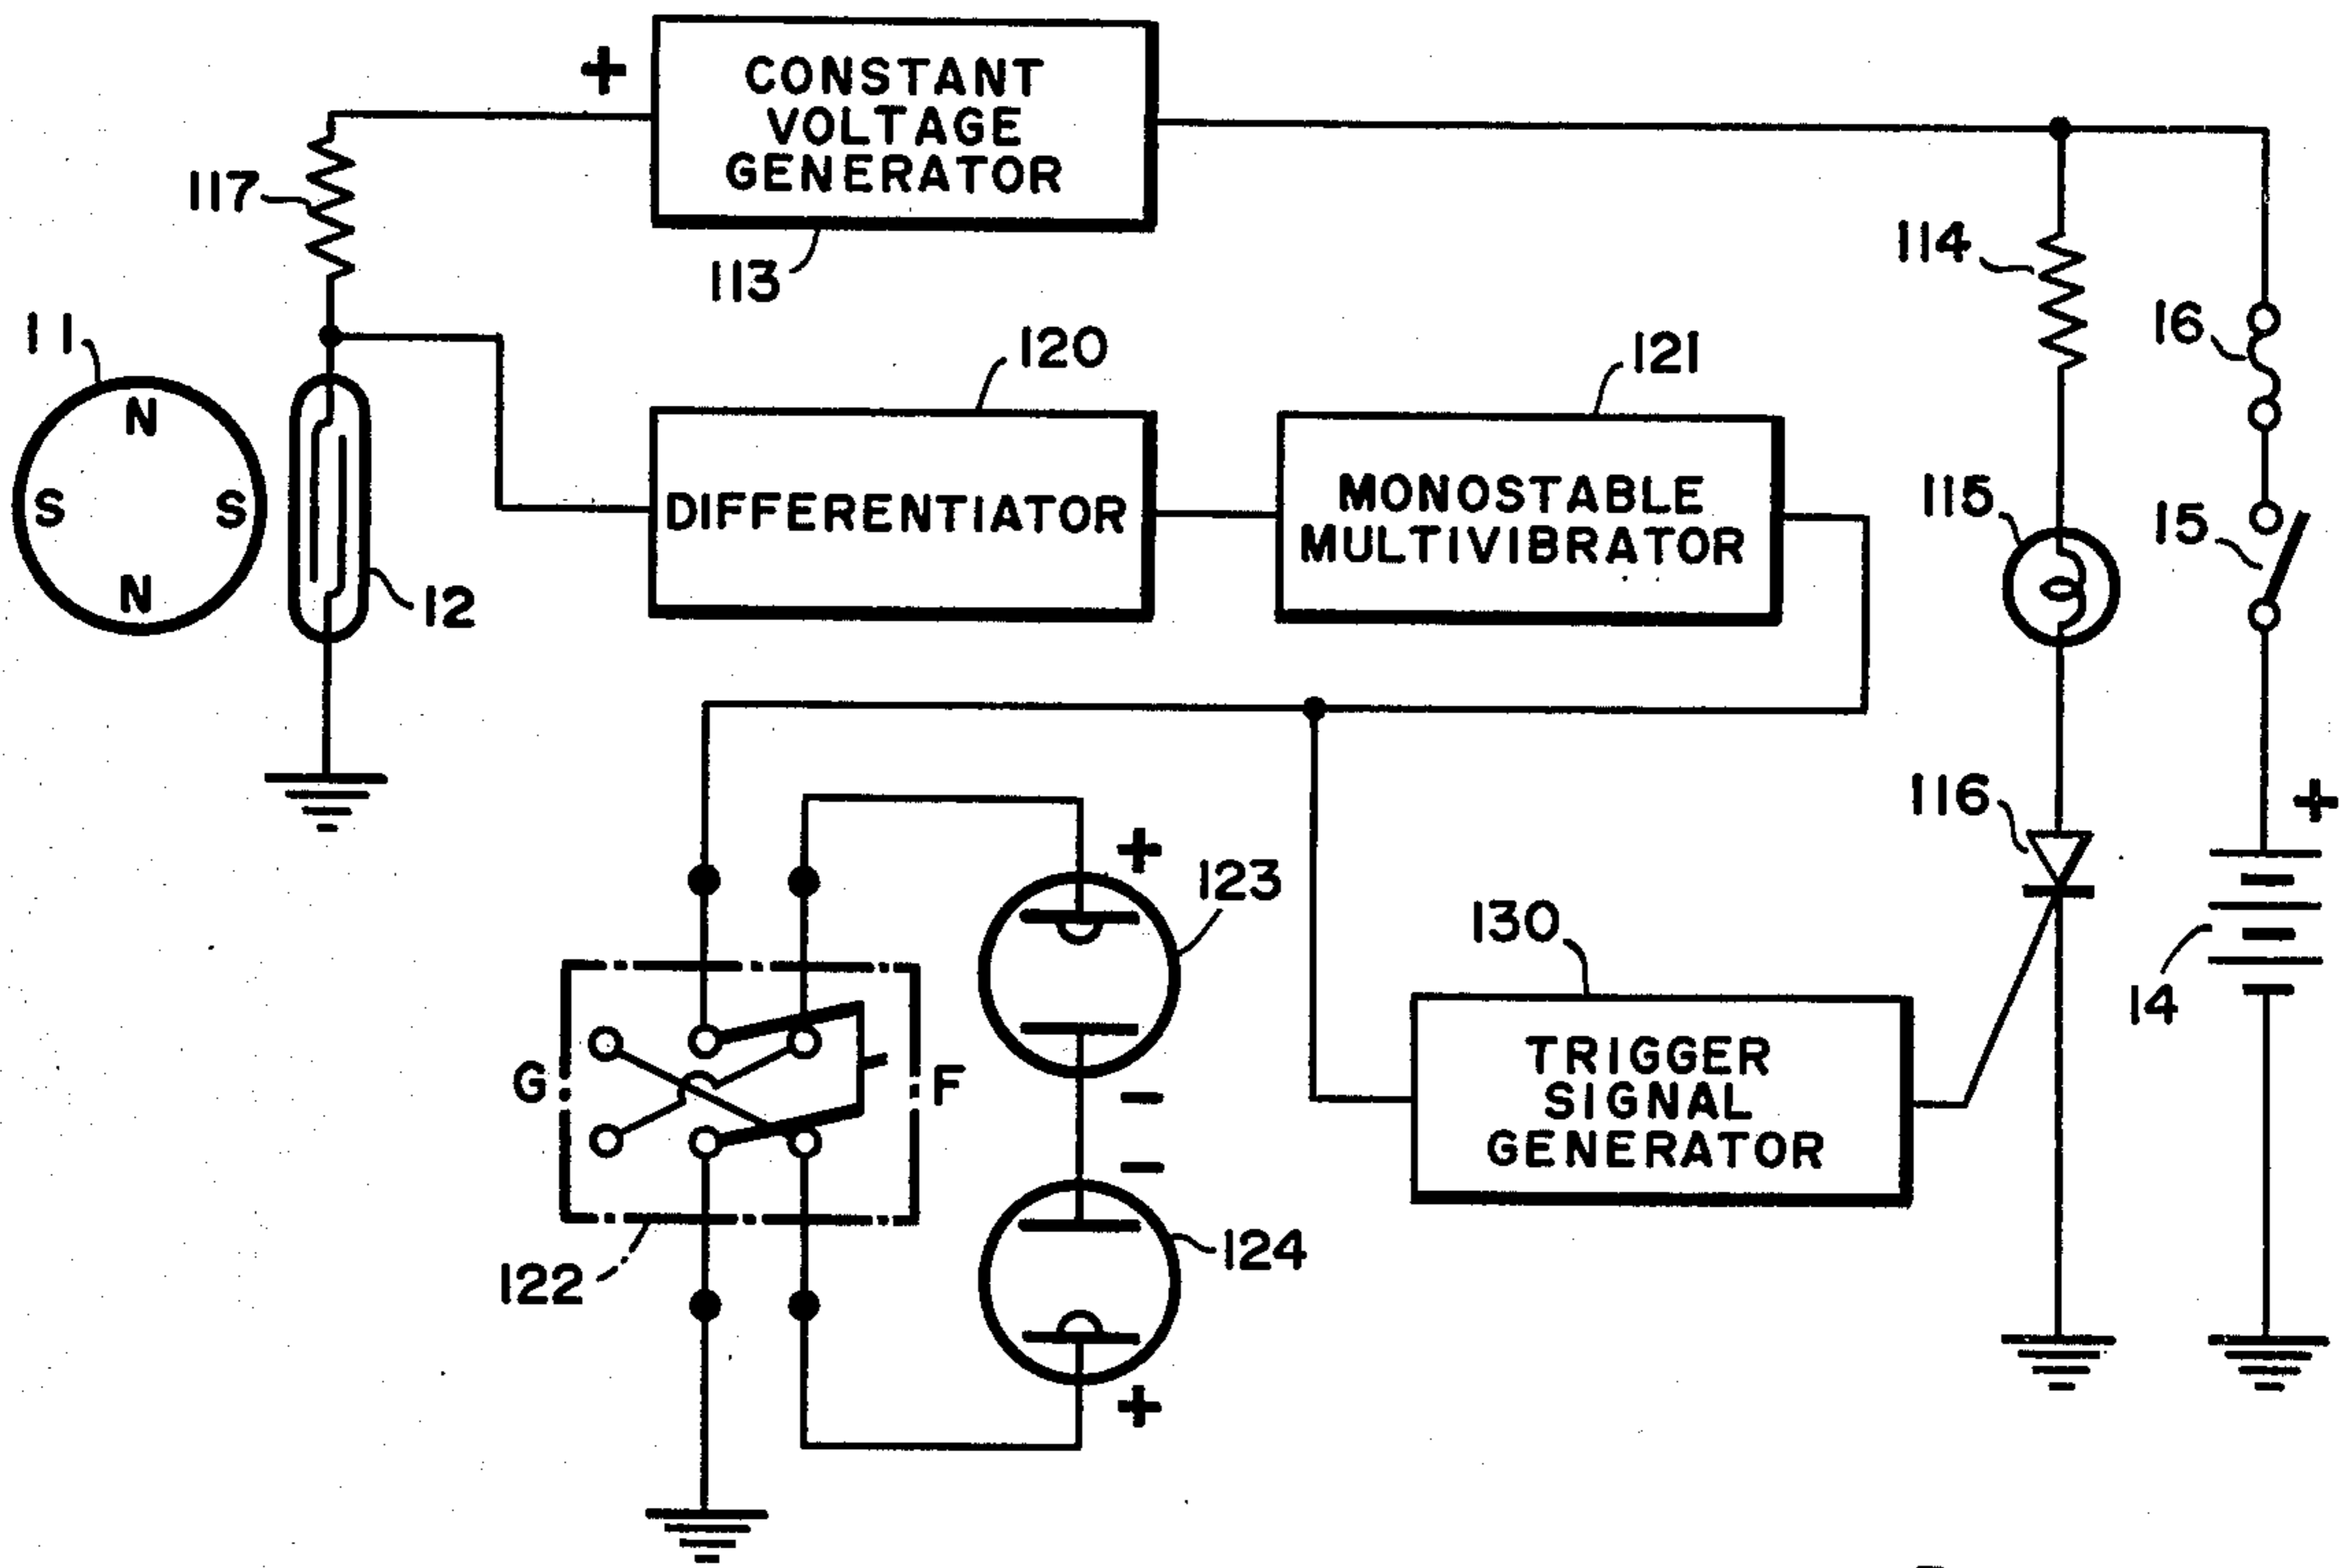 +
CONSTANT
VOLTAGE
GENERATOR
113
117
11
N
S S
N
12
120
DIFFERENTIATOR
121
MONOSTABLE
MULTIVIBRATOR
114
16
115
15
116
+
14
+
123
-
-
124
+
130
TRIGGER
SIGNAL
GENERATOR
G
F
122